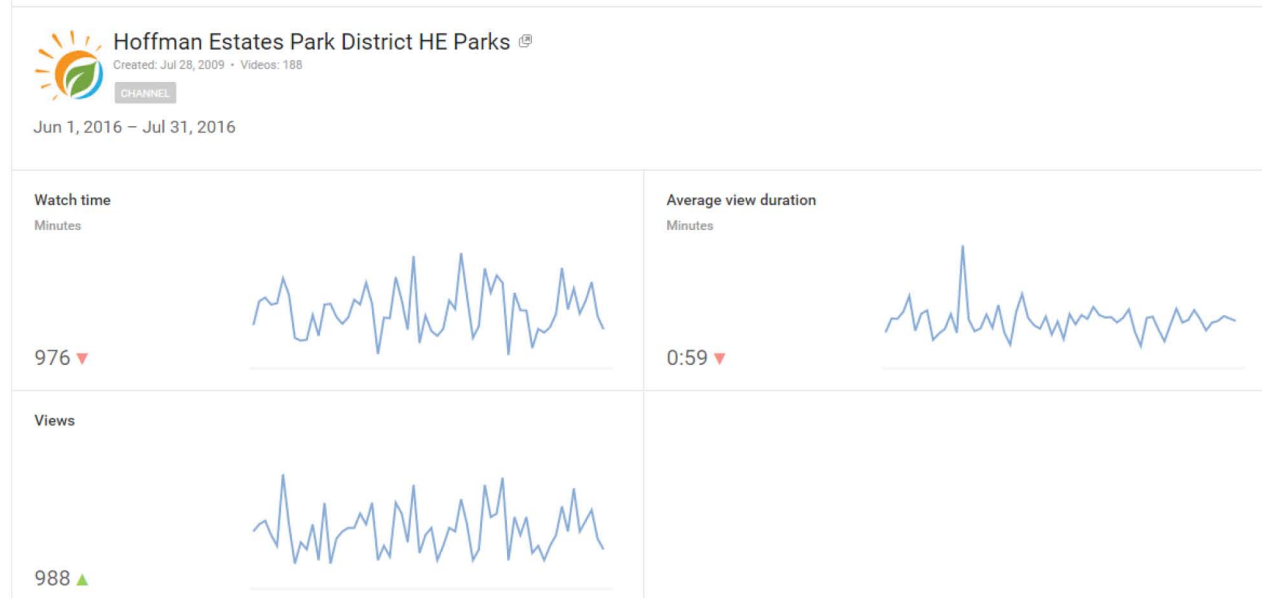 Hoffman Estates Park District HE Parks
Created: Jul 28, 2009 • Videos: 188
CHANNEL
Jun 1, 2016 – Jul 31, 2016
Watch time
Minutes
976
Average view duration
Minutes
0:59
Views
988